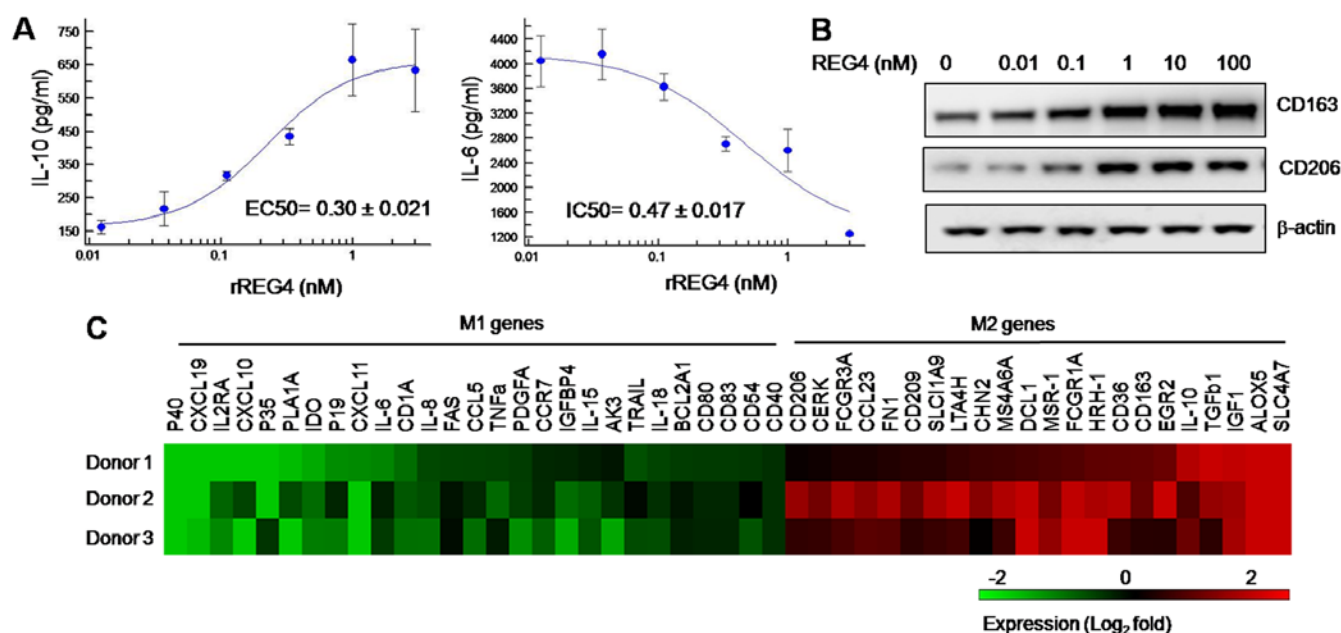 A
750
650
550
450
350
250
150
IL-10 (pg/ml)
EC50= 0.30 ± 0.021
0.01
0.1
1
rREG4 (nM)
4400
4000
3600
3200
2800
2400
2000
1600
1200
IL-6 (pg/ml)
IC50= 0.47 ± 0.017
0.01
0.1
1
rREG4 (nM)
B
REG4 (nM) 0 0.01 0.1 1 10 100
CD163
CD206
β-actin
C
M1 genes
M2 genes
P40
CXCL19
IL2RA
CXCL10
P35
PLA1A
IDO
P19
CXCL11
IL-6
CD1A
IL-8
FAS
CCL5
TNFa
PDGFA
CCR7
IGFBP4
IL-15
AK3
TRAIL
IL-18
BCL2A1
CD80
CD83
CD54
CD40
CD206
CERK
FCGR3A
CCL23
FN1
CD209
SLCI1A9
LTA4H
CHN2
MS4A6A
DCL1
MSR-1
FCGR1A
HRH-1
CD36
CD163
EGR2
IL-10
TGFb1
IGF1
ALOX5
SLC4A7
Donor 1
Donor 2
Donor 3
-2 0 2
Expression (Log2 fold)